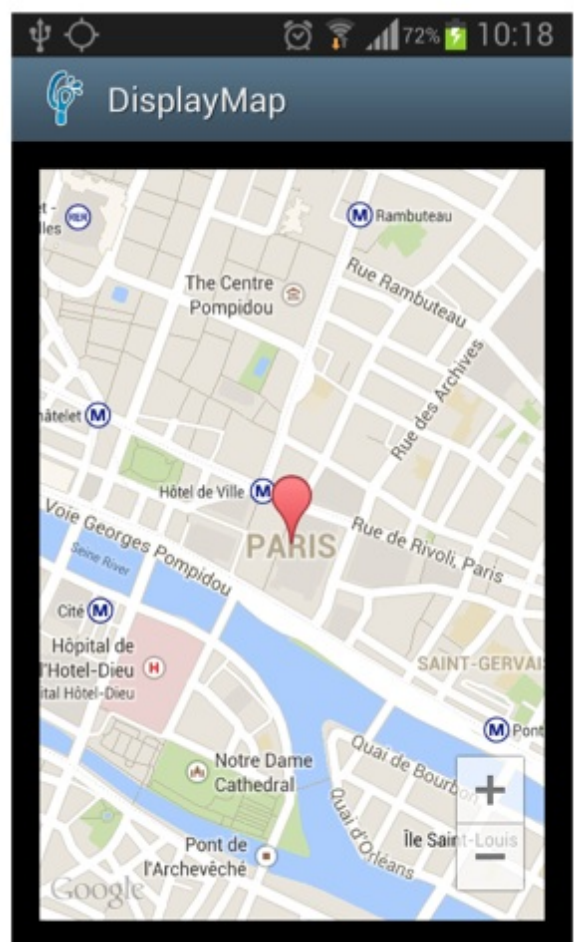 72%
10:18
DisplayMap
RER
M Rambuteau
Rue Rambuteau
The Centre
Pompidou
Rue des Archives
M
Hôtel de Ville M
PARIS
Rue de Rivoli, Paris
Voie Georges Pompidou
Seine River
Cité M
Hôpital de
l'Hotel-Dieu H
ital Hôtel-Dieu
SAINT-GERVAI
M Pont
Notre Dame
Cathedral
Quai de Bourbon
Quai d'Orléans
Île Saint-Louis
Pont de
l'Archevêché
+
−
Google